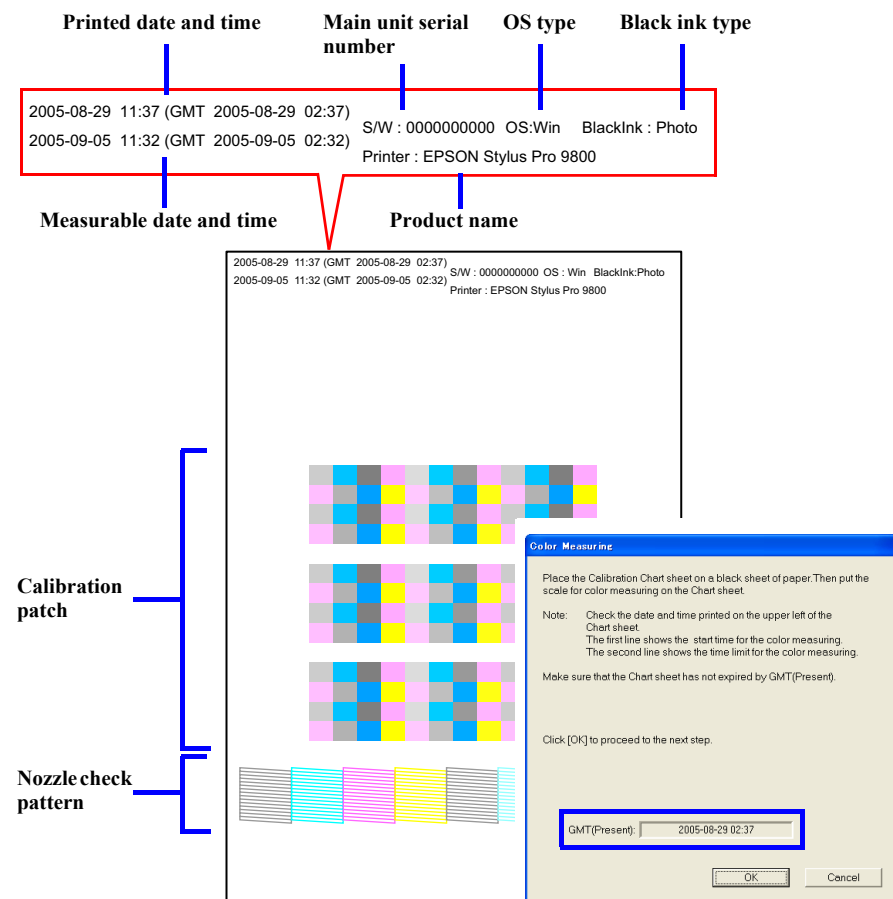 Printed date and time
Main unit serial
number
OS type
Black ink type
2005-08-29 11:37 (GMT 2005-08-29 02:37)
2005-09-05 11:32 (GMT 2005-09-05 02:32)
S/W : 0000000000 OS:Win BlackInk : Photo
Printer : EPSON Stylus Pro 9800
Measurable date and time
Product name
2005-08-29 11:37 (GMT 2005-08-29 02:37)
2005-09-05 11:32 (GMT 2005-09-05 02:32)
S/W : 0000000000 OS : Win BlackInk:Photo
Printer : EPSON Stylus Pro 9800
Calibration
patch
Nozzle check
pattern
Color Measuring
Place the Calibration Chart sheet on a black sheet of paper.Then put the
scale for color measuring on the Chart sheet.
Note: Check the date and time printed on the upper left of the
Chart sheet.
The first line shows the start time for the color measuring.
The second line shows the time limit for the color measuring.
Make sure that the Chart sheet has not expired by GMT(Present).
Click [OK] to proceed to the next step.
GMT(Present): 2005-08-29 02:37
OK
Cancel